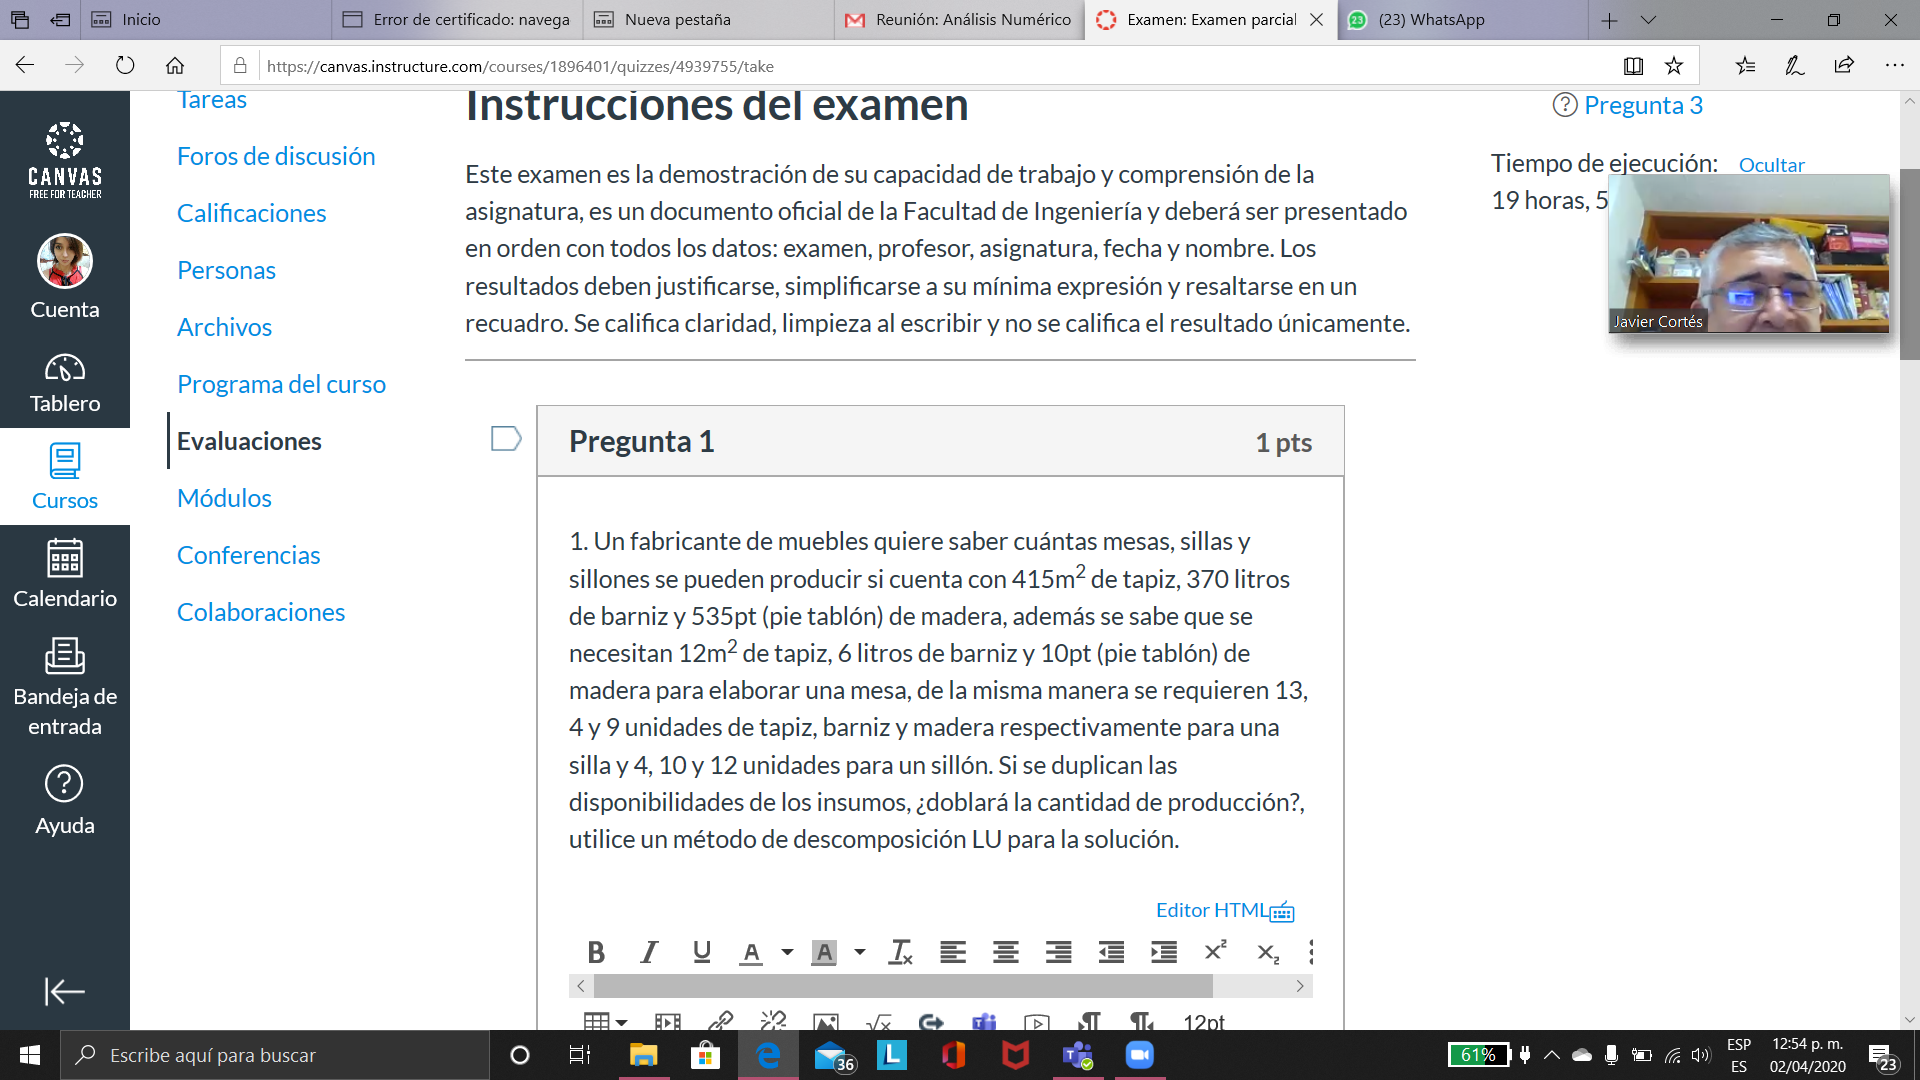 Inicio
Error de certificado: navega
Nueva pestaña
Reunión: Análisis Numérico
Examen: Examen parcial
(23) WhatsApp
https://canvas.instructure.com/courses/1896401/quizzes/4939755/take
CANVAS
FREE FOR TEACHER
Cuenta
Tablero
Cursos
Calendario
Bandeja de
entrada
Ayuda
Tareas
Foros de discusión
Calificaciones
Personas
Archivos
Programa del curso
Evaluaciones
Módulos
Conferencias
Colaboraciones
Instrucciones del examen
Este examen es la demostración de su capacidad de trabajo y comprensión de la
asignatura, es un documento oficial de la Facultad de Ingeniería y deberá ser presentado
en orden con todos los datos: examen, profesor, asignatura, fecha y nombre. Los
resultados deben justificarse, simplificarse a su mínima expresión y resaltarse en un
recuadro. Se califica claridad, limpieza al escribir y no se califica el resultado únicamente.
Pregunta 1
1 pts
1. Un fabricante de muebles quiere saber cuántas mesas, sillas y
sillones se pueden producir si cuenta con 415m² de tapiz, 370 litros
de barniz y 535pt (pie tablón) de madera, además se sabe que se
necesitan 12m² de tapiz, 6 litros de barniz y 10pt (pie tablón) de
madera para elaborar una mesa, de la misma manera se requieren 13,
4 y 9 unidades de tapiz, barniz y madera respectivamente para una
silla y 4, 10 y 12 unidades para un sillón. Si se duplican las
disponibilidades de los insumos, ¿doblará la cantidad de producción?,
utilice un método de descomposición LU para la solución.
Editor HTML
12pt
Pregunta 3
Tiempo de ejecución: Ocultar
19 horas, 5
Javier Cortés
Escribe aquí para buscar
36
61%
ESP
ES
12:54 p. m.
02/04/2020
23